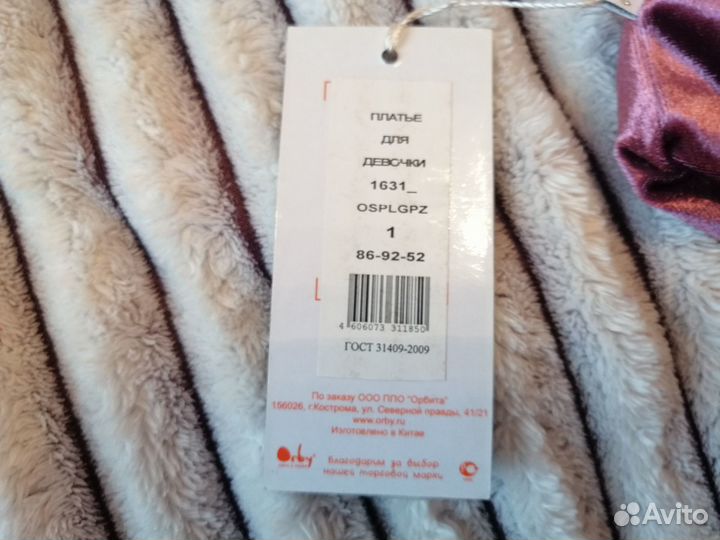 ПЛАТЬЕ
ДЛЯ
ДЕВОЧКИ
1631_
OSPLGPZ
1
86-92-52
4 606073 311850
ГОСТ 31409-2009
По заказу ООО ППО "Орбита"
156026, г.Кострома, ул. Северной правды, 41/21
www.orby.ru
Изготовлено в Китае
Orby
Благодарим за выбор
нашей торговой марки
Avito